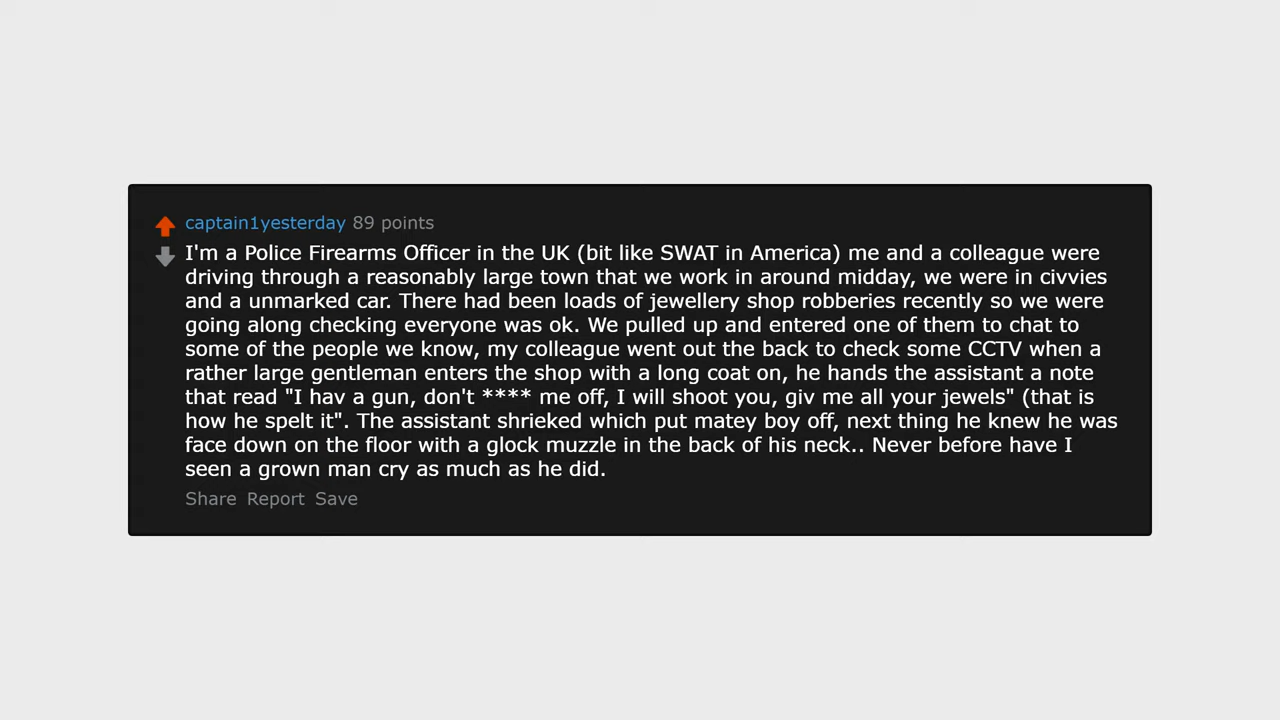 captain1yesterday 89 points
I'm a Police Firearms Officer in the UK (bit like SWAT in America) me and a colleague were
driving through a reasonably large town that we work in around midday, we were in civvies
and a unmarked car. There had been loads of jewellery shop robberies recently so we were
going along checking everyone was ok. We pulled up and entered one of them to chat to
some of the people we know, my colleague went out the back to check some CCTV when a
rather large gentleman enters the shop with a long coat on, he hands the assistant a note
that read "I hav a gun, don't **** me off, I will shoot you, giv me all your jewels" (that is
how he spelt it". The assistant shrieked which put matey boy off, next thing he knew he was
face down on the floor with a glock muzzle in the back of his neck.. Never before have I
seen a grown man cry as much as he did.
Share Report Save